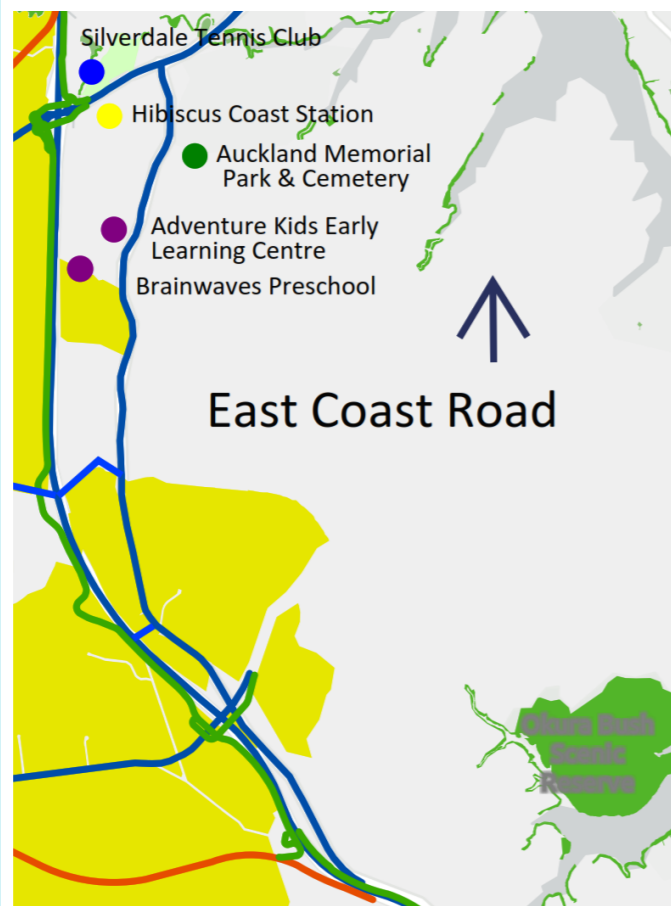 Silverdale Tennis Club
Hibiscus Coast Station
Auckland Memorial
Park & Cemetery
Adventure Kids Early
Learning Centre
Brainwaves Preschool
East Coast Road
Okura Bush
Scenic
Reserve